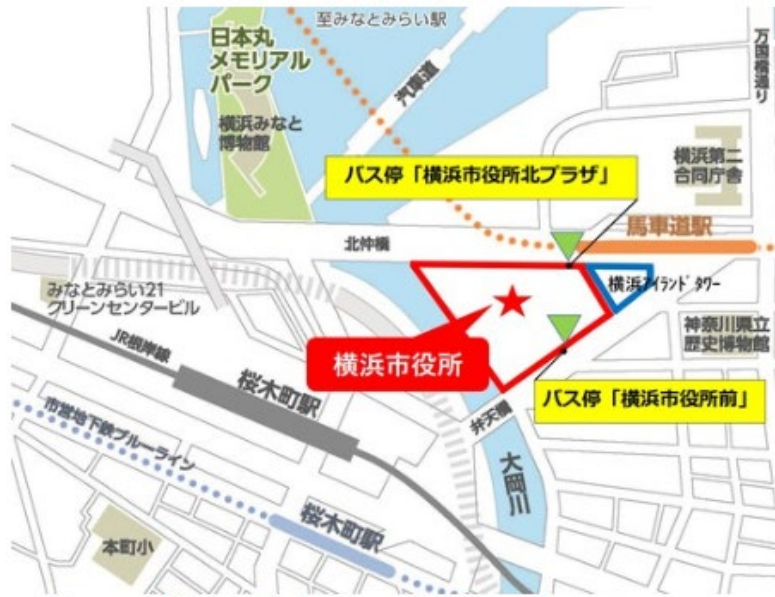 至みなとみらい駅
日本丸
メモリアル
パーク
汽車道
万国橋通り
横浜みなと
博物館
横浜第二
合同庁舎
バス停「横浜市役所北プラザ」
馬車道駅
北仲橋
横浜アイランドタワー
みなとみらい21
クリーンセンタービル
神奈川県立
歴史博物館
JR根岸線
横浜市役所
桜木町駅
バス停「横浜市役所前」
市営地下鉄ブルーライン
弁天橋
大岡川
桜木町駅
本町小